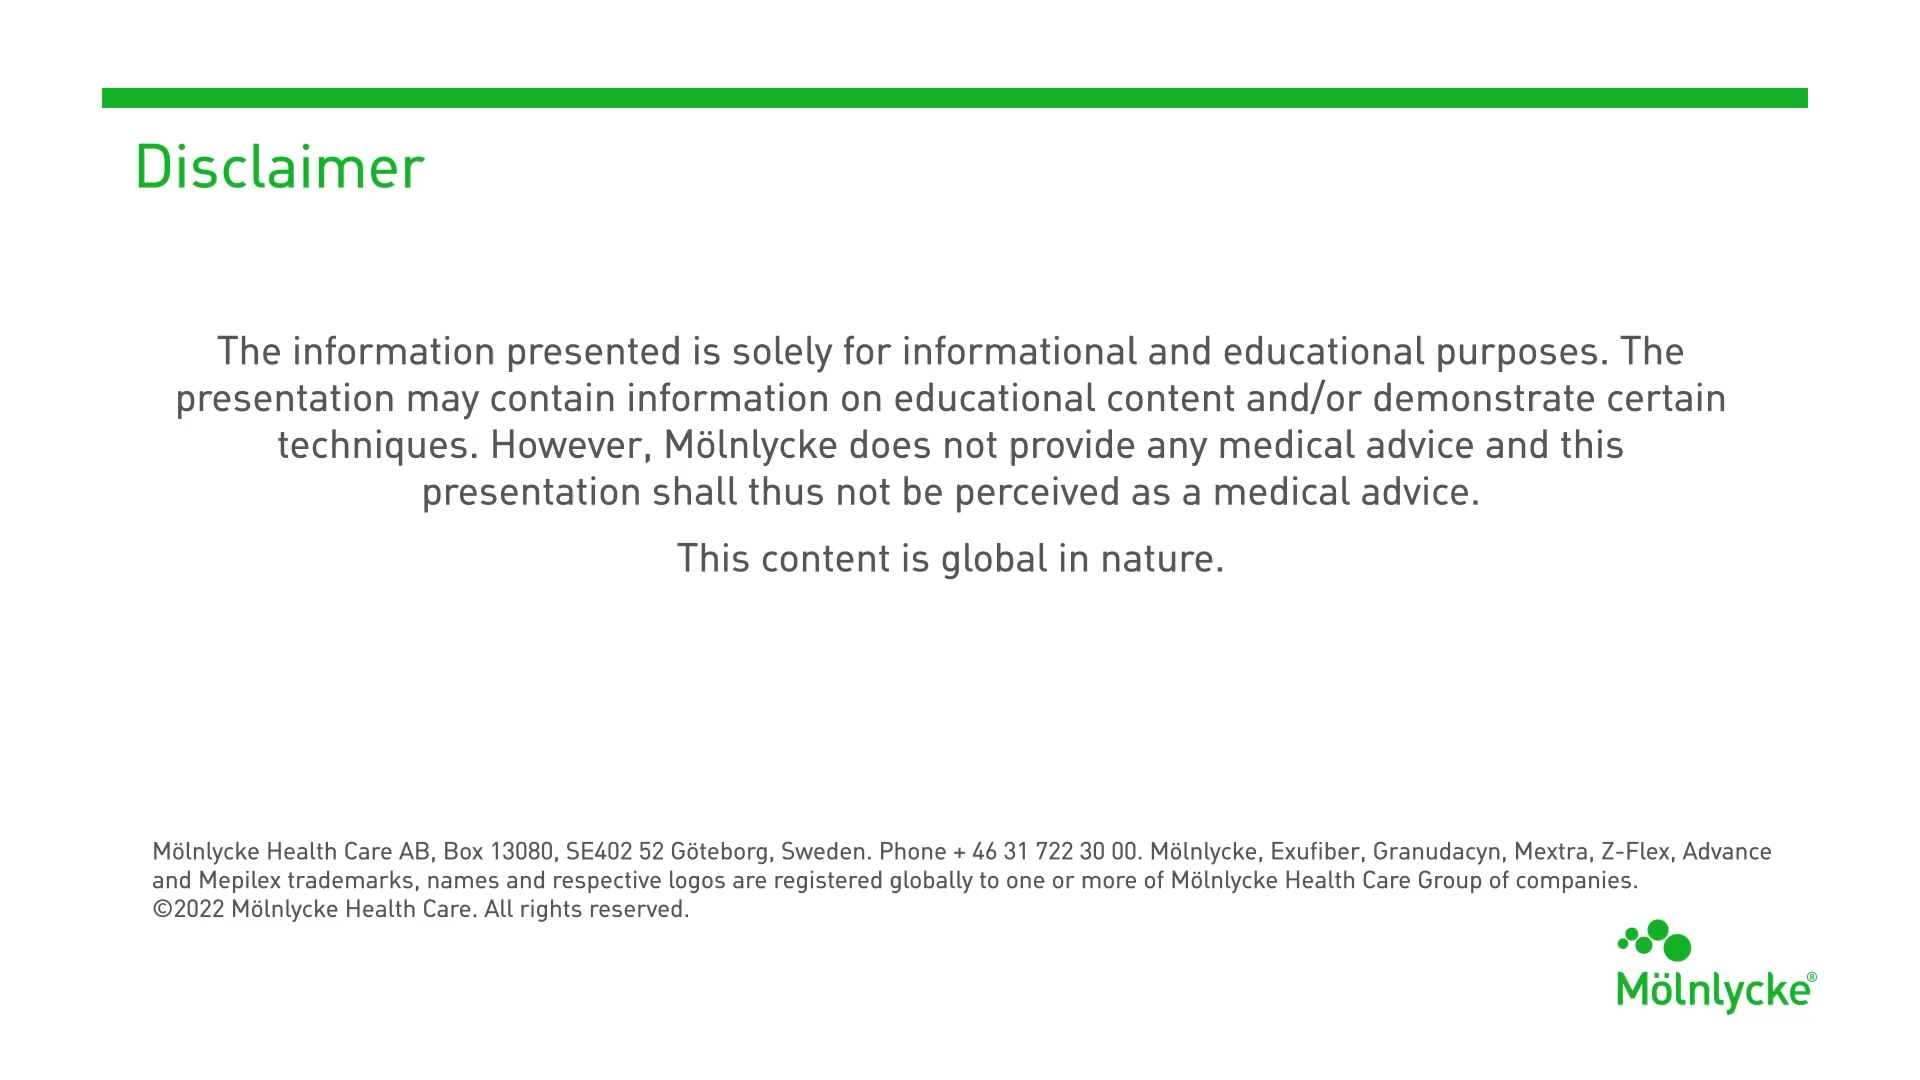 Disclaimer
The information presented is solely for informational and educational purposes. The
presentation may contain information on educational content and/or demonstrate certain
techniques. However, Mölnlycke does not provide any medical advice and this
presentation shall thus not be perceived as a medical advice.
This content is global in nature.
Mölnlycke Health Care AB, Box 13080, SE402 52 Göteborg, Sweden. Phone + 46 31 722 30 00. Mölnlycke, Exufiber, Granudacyn, Mextra, Z-Flex, Advance
and Mepilex trademarks, names and respective logos are registered globally to one or more of Mölnlycke Health Care Group of companies.
©2022 Mölnlycke Health Care. All rights reserved.
Mölnlycke®